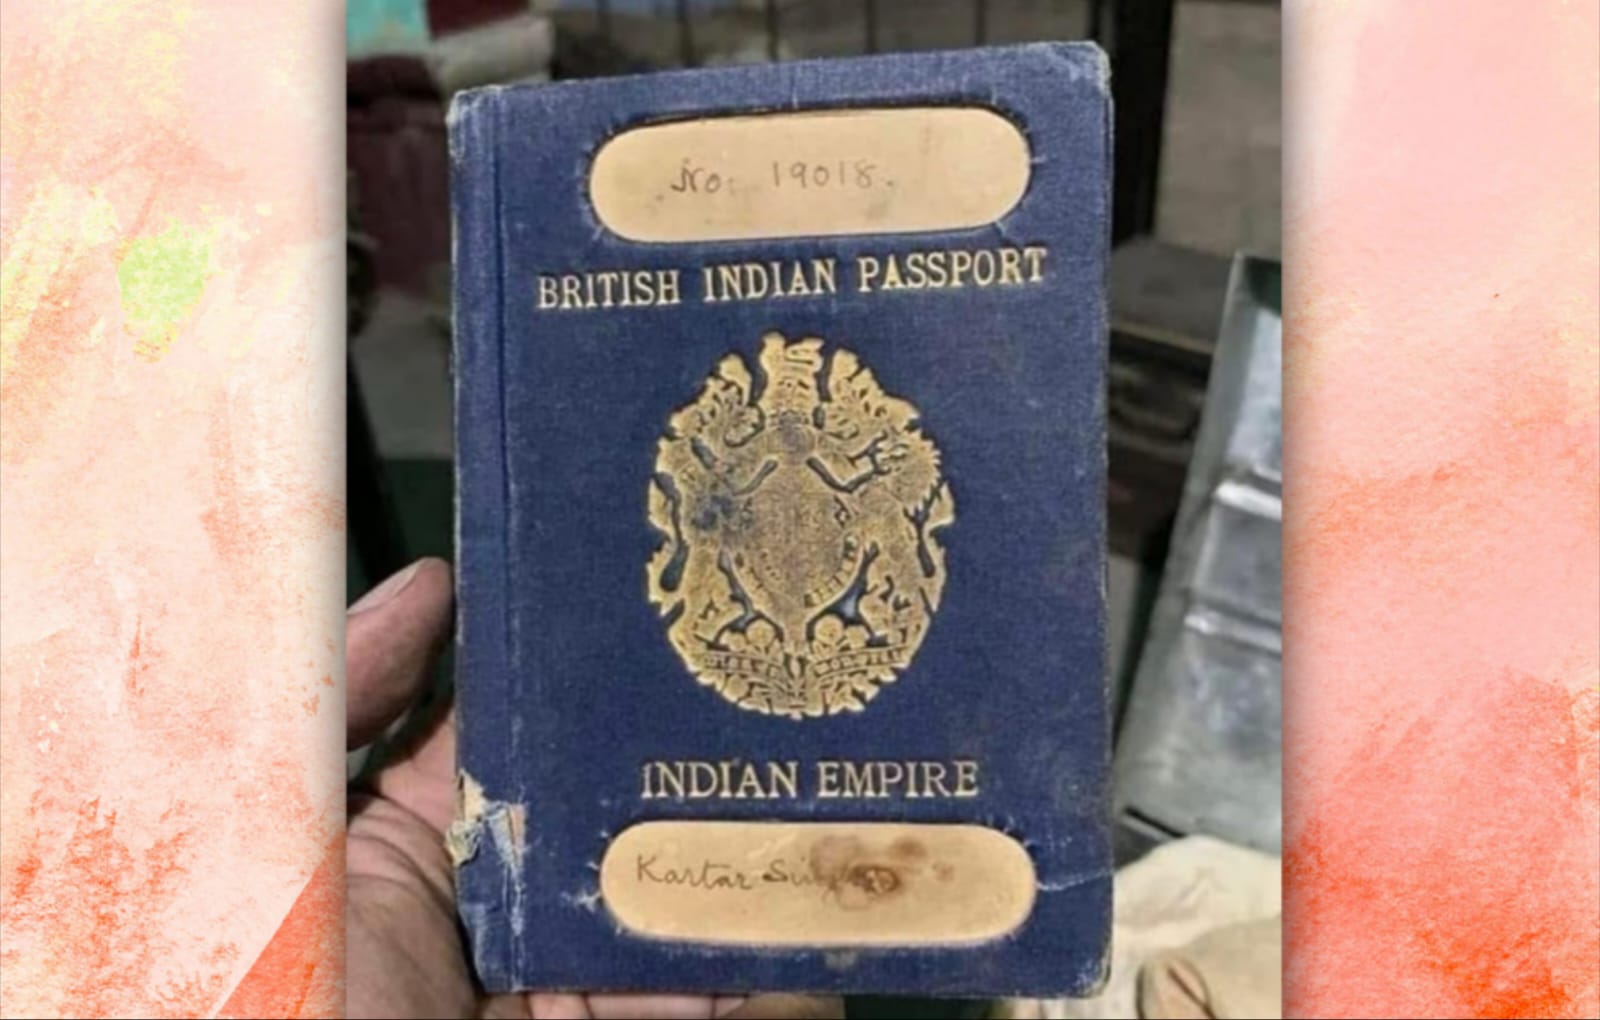 No: 19018.
BRITISH INDIAN PASSPORT
INDIAN EMPIRE
Kartar